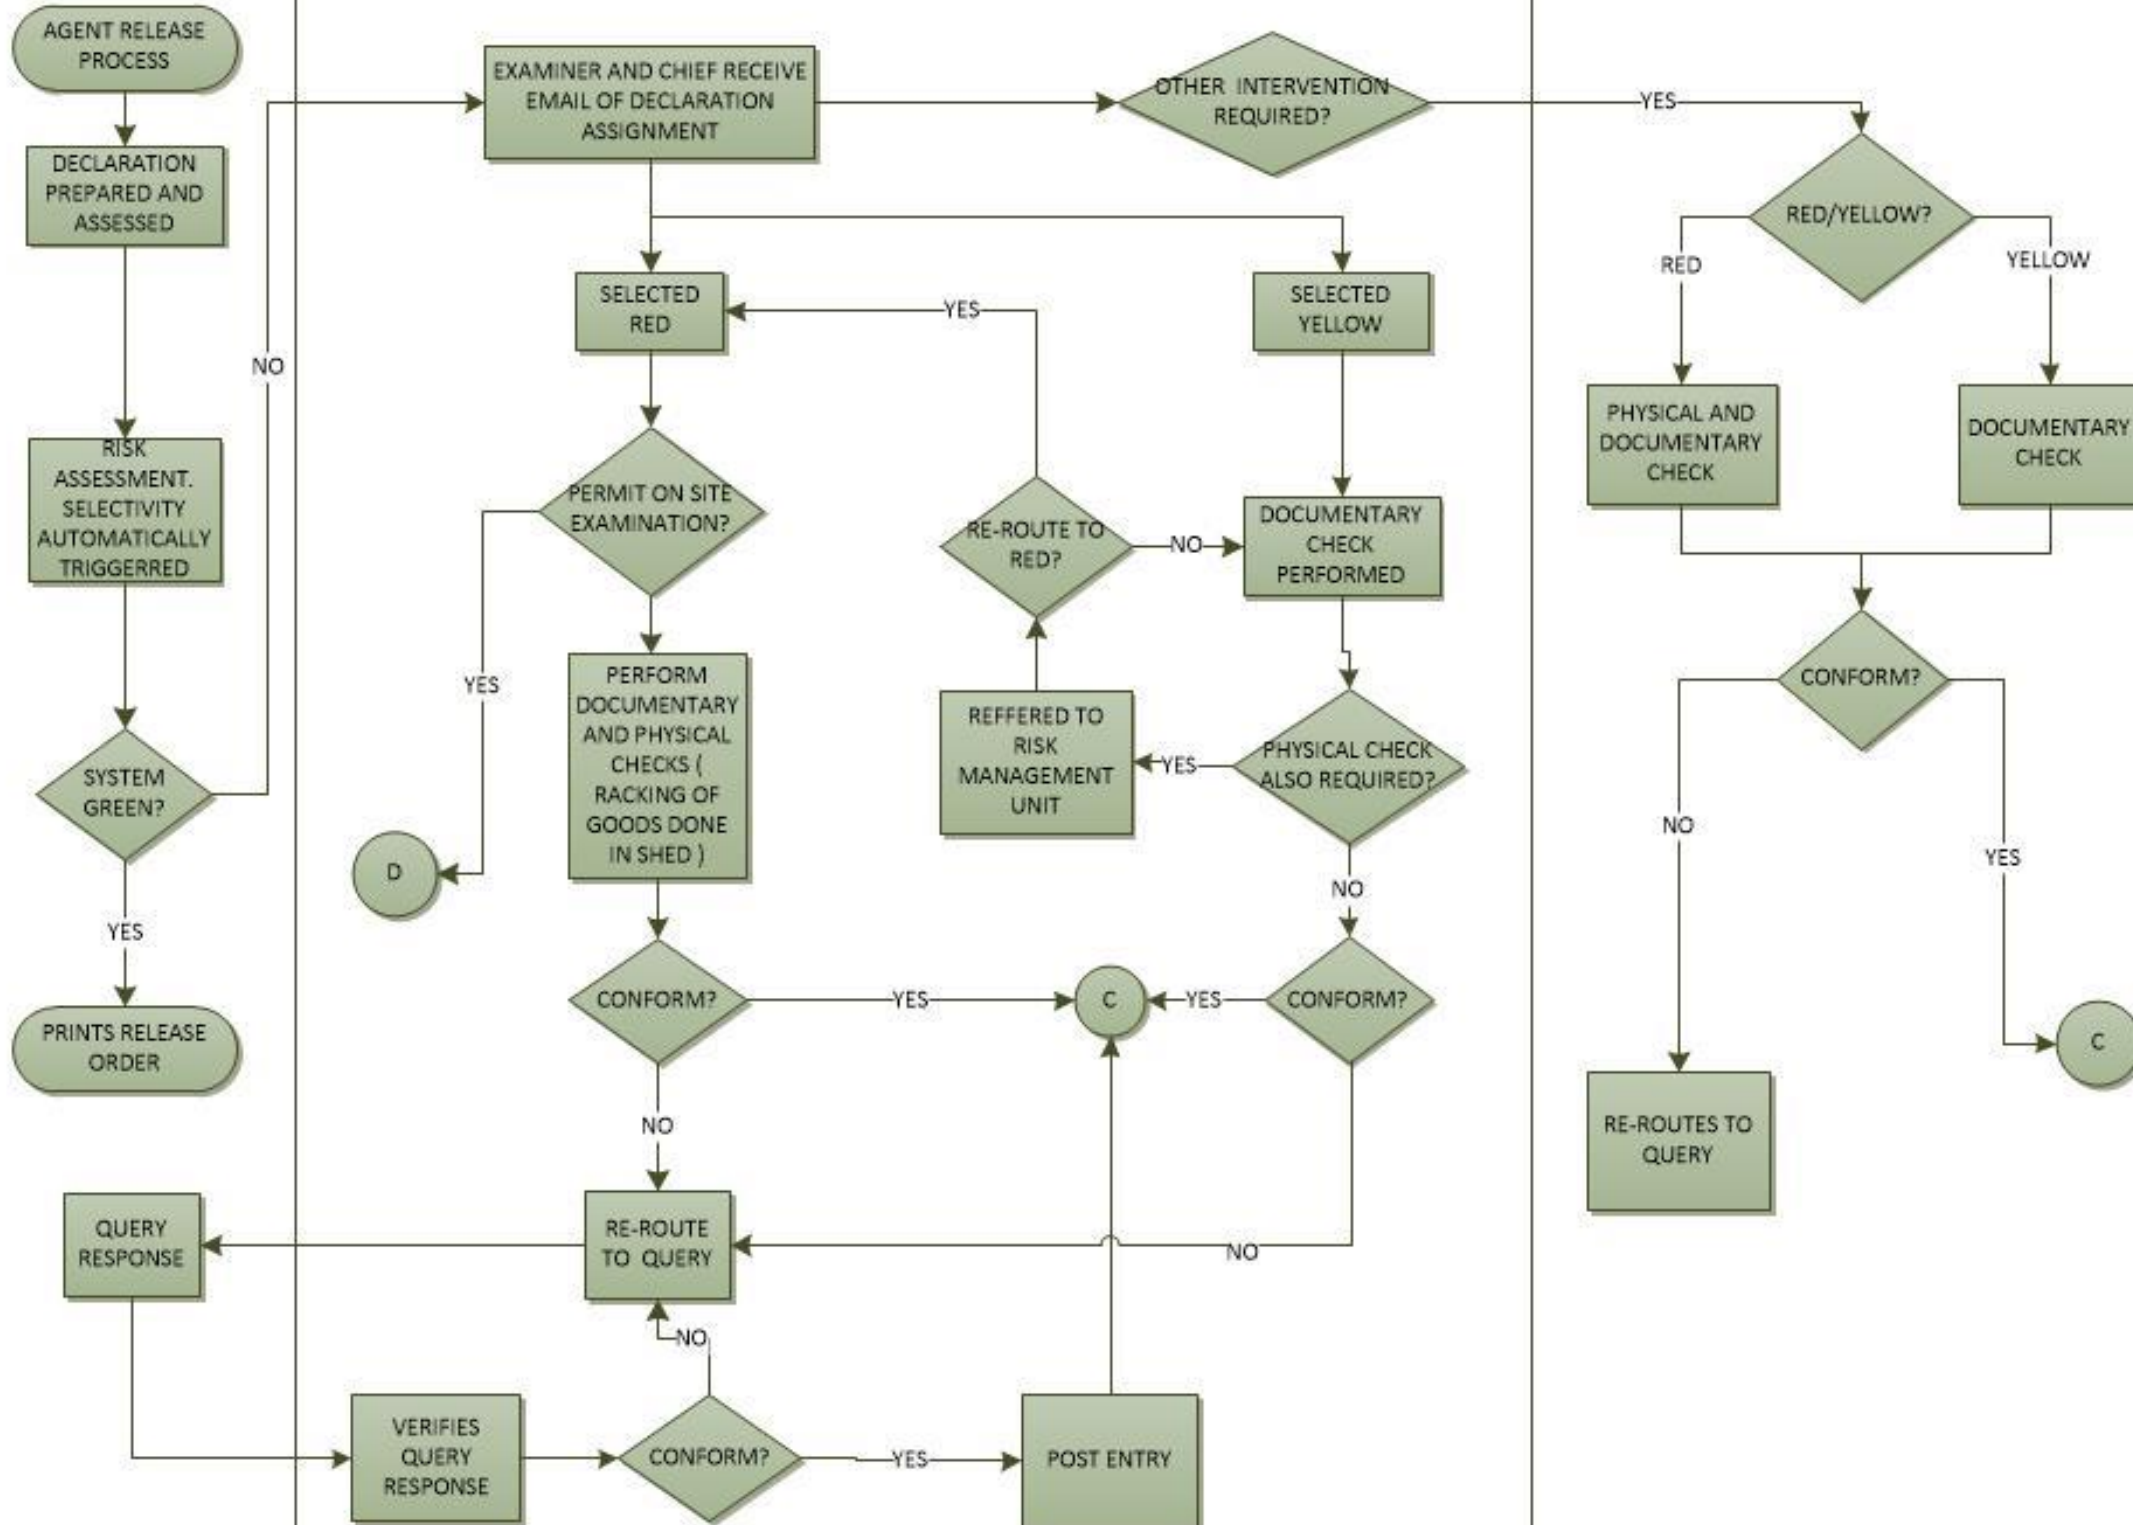 AGENT RELEASE
PROCESS
DECLARATION
PREPARED AND
ASSESSED
RISK
ASSESSMENT.
SELECTIVITY
AUTOMATICALLY
TRIGGERRED
SYSTEM
GREEN?
NO
YES
PRINTS RELEASE
ORDER
QUERY
RESPONSE
EXAMINER AND CHIEF RECEIVE
EMAIL OF DECLARATION
ASSIGNMENT
OTHER  INTERVENTION
REQUIRED?
YES
SELECTED
RED
YES
SELECTED
YELLOW
PERMIT ON SITE
EXAMINATION?
YES
D
RE-ROUTE TO
RED?
NO
DOCUMENTARY
CHECK
PERFORMED
PERFORM
DOCUMENTARY
AND PHYSICAL
CHECKS (
RACKING OF
GOODS DONE
IN SHED )
REFFERED TO
RISK
MANAGEMENT
UNIT
YES
PHYSICAL CHECK
ALSO REQUIRED?
NO
CONFORM?
YES
C
YES
CONFORM?
NO
RE-ROUTE
TO  QUERY
NO
NO
VERIFIES
QUERY
RESPONSE
CONFORM?
YES
POST ENTRY
RED/YELLOW?
RED
YELLOW
PHYSICAL AND
DOCUMENTARY
CHECK
DOCUMENTARY
CHECK
CONFORM?
NO
YES
C
RE-ROUTES TO
QUERY